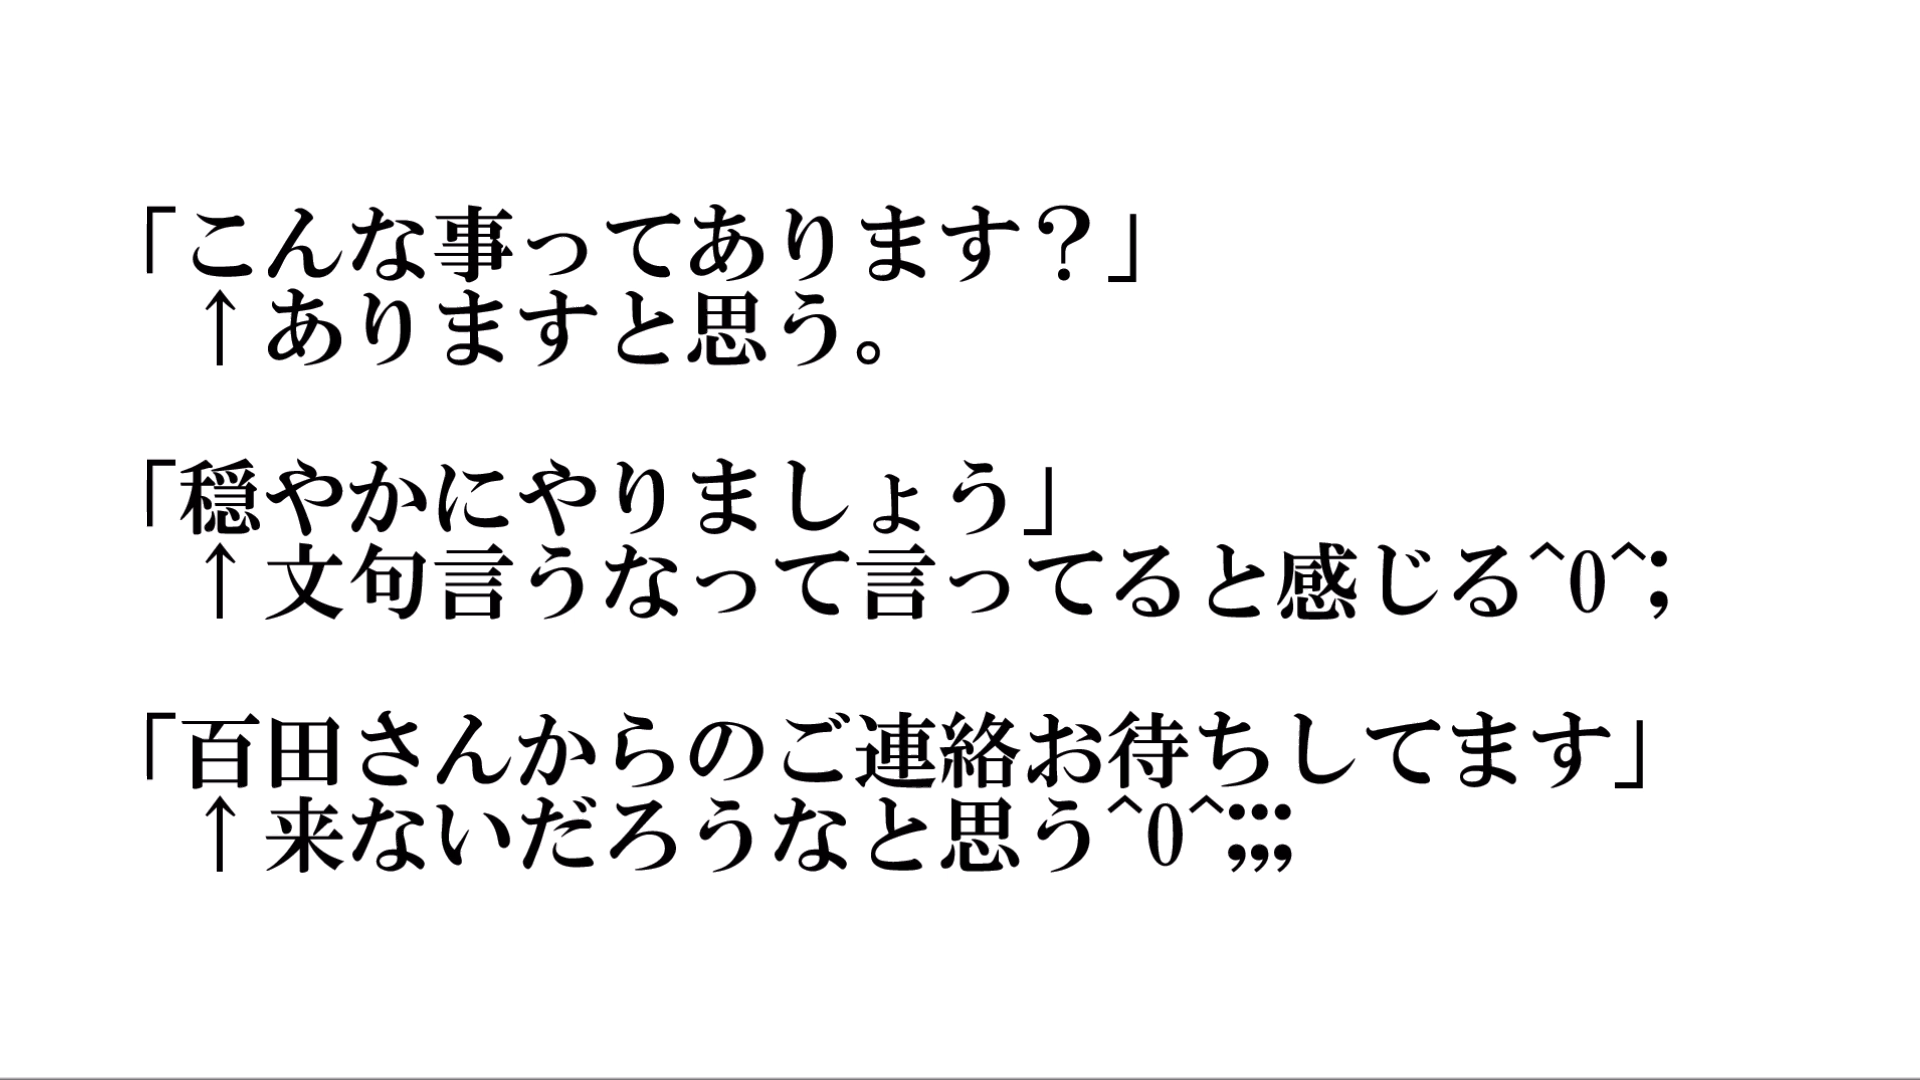 「こんな事ってあります？」
↑ありますと思う。
「穏やかにやりましょう」
↑文句言うなって言ってると感じる^0^;
「百田さんからのご連絡お待ちしてます」
↑来ないだろうなと思う^0^;;;